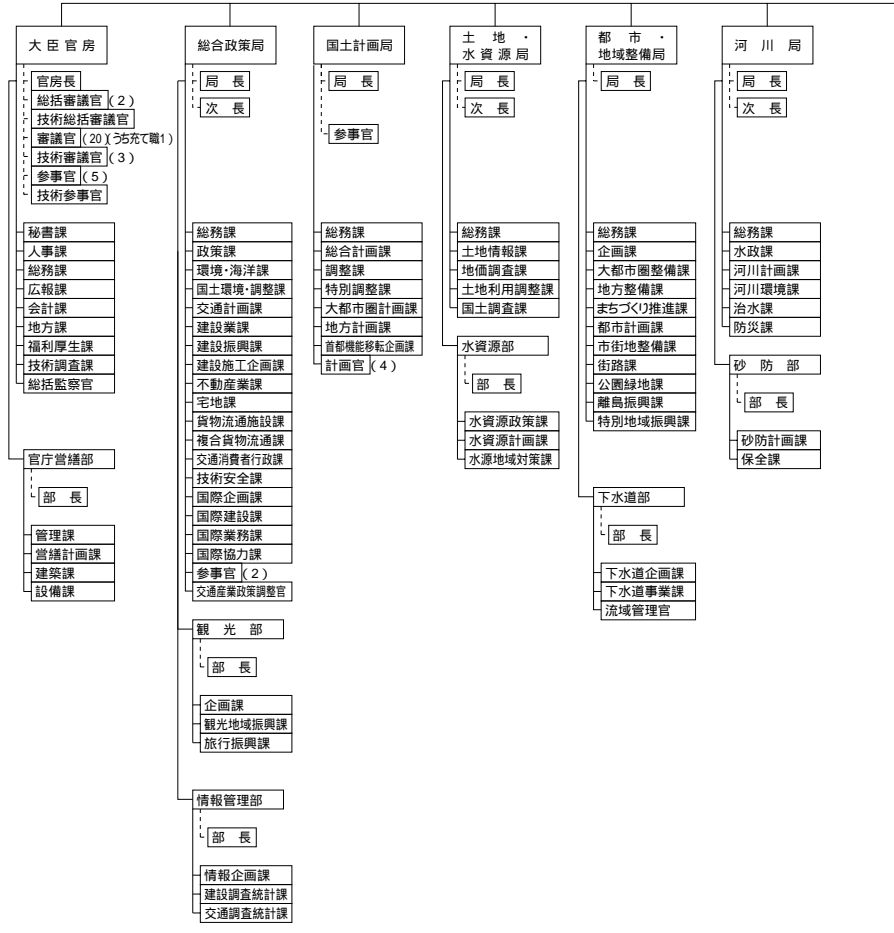 大臣官房
官房長
総括審議官(2)
技術総括審議官
審議官(20)(うち充て職1)
技術審議官(3)
参事官(5)
技術参事官
秘書課
人事課
総務課
広報課
会計課
地方課
福利厚生課
技術調査課
総括監察官
官庁営繕部
部長
管理課
営繕計画課
建築課
設備課
総合政策局
局長
次長
総務課
政策課
環境・海洋課
国土環境・調整課
交通計画課
建設業課
建設振興課
建設施工企画課
不動産業課
宅地課
貨物流通施設課
複合貨物流通課
交通消費者行政課
技術安全課
国際企画課
国際建設課
国際業務課
国際協力課
参事官(2)
交通産業政策調整官
観光部
部長
企画課
観光地域振興課
旅行振興課
情報管理部
部長
情報企画課
建設調査統計課
交通調査統計課
国土計画局
局長
参事官
総務課
総合計画課
調整課
特別調整課
大都市圏計画課
地方計画課
首都機能移転企画課
計画官(4)
土地・
水資源局
局長
次長
総務課
土地情報課
地価調査課
土地利用調整課
国土調査課
水資源部
部長
水資源政策課
水資源計画課
水源地域対策課
都市・
地域整備局
局長
総務課
企画課
大都市圏整備課
地方整備課
まちづくり推進課
都市計画課
市街地整備課
街路課
公園緑地課
離島振興課
特別地域振興課
下水道部
部長
下水道企画課
下水道事業課
流域管理官
河川局
局長
次長
総務課
水政課
河川計画課
河川環境課
治水課
防災課
砂防部
部長
砂防計画課
保全課